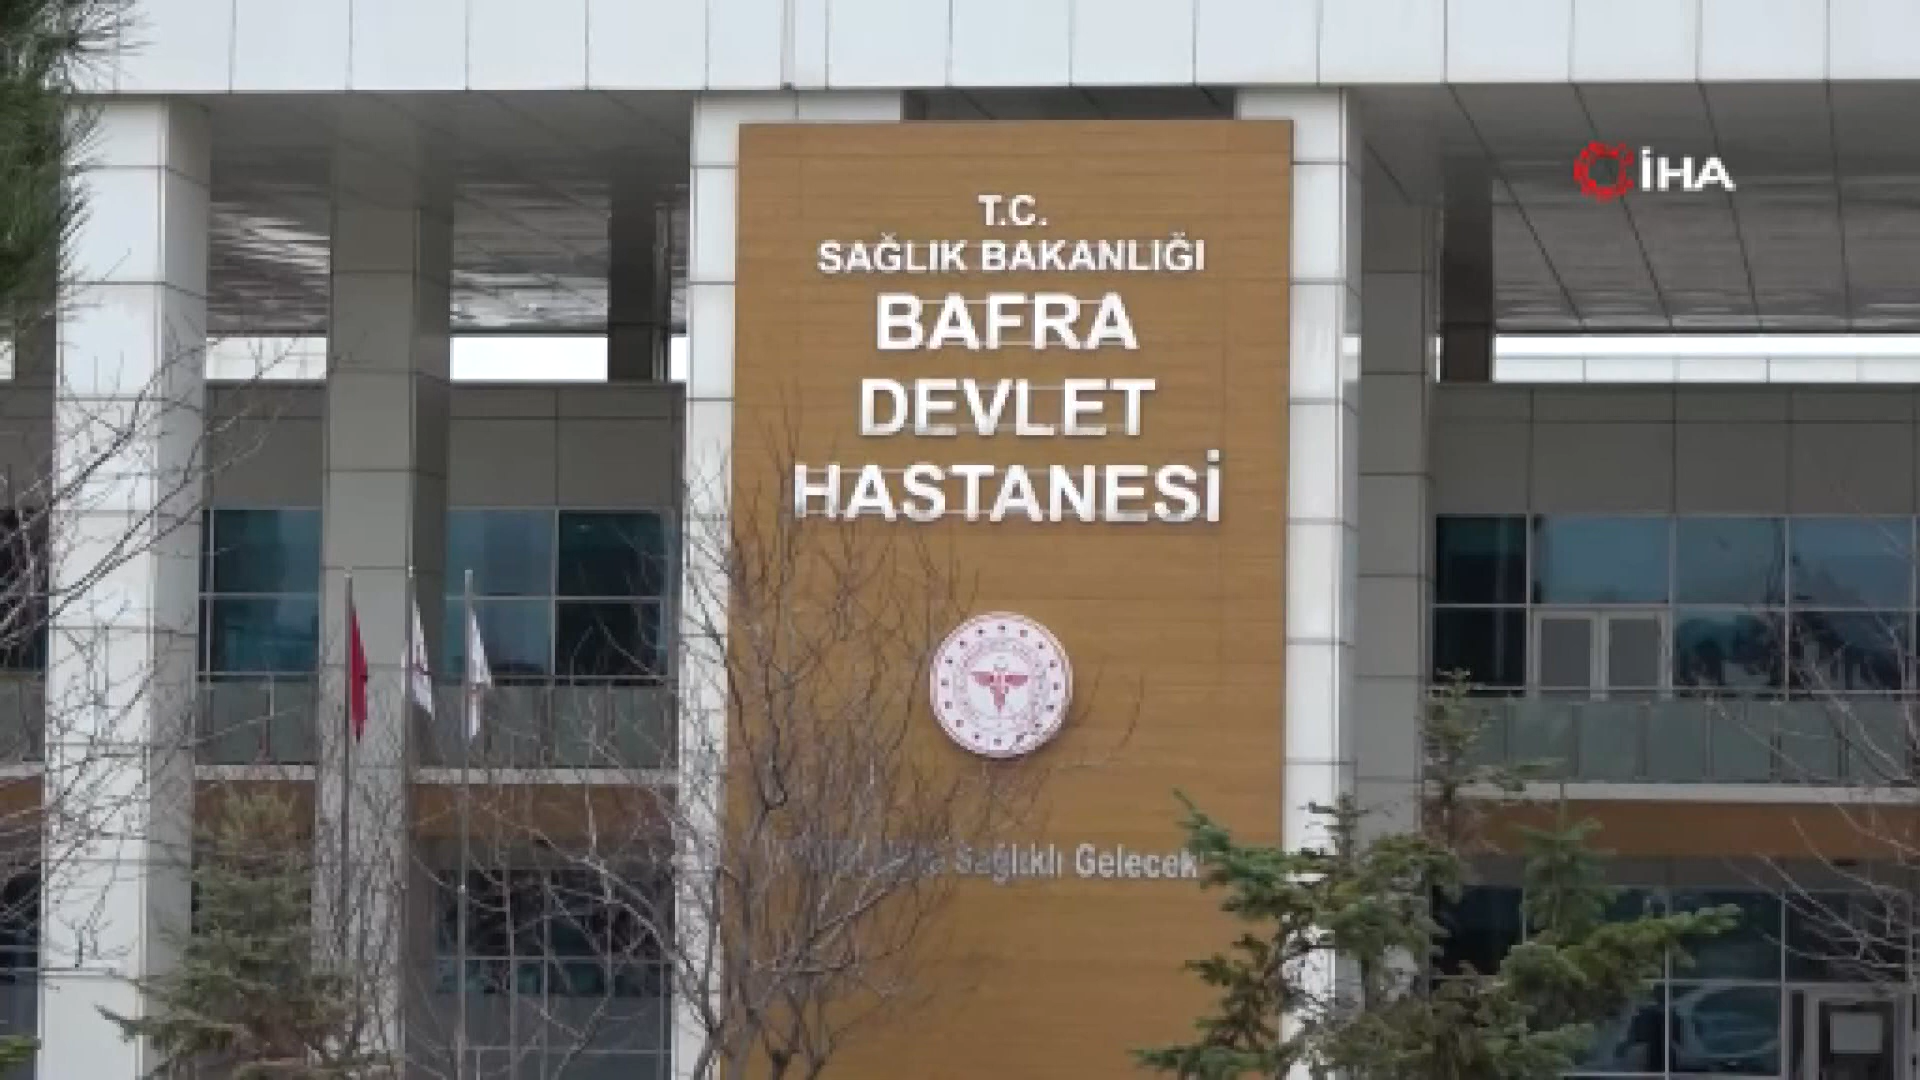 İHA
T.C.
SAĞLIK BAKANLIĞI
BAFRA
DEVLET
HASTANESİ
Sağlıklı Gelecek